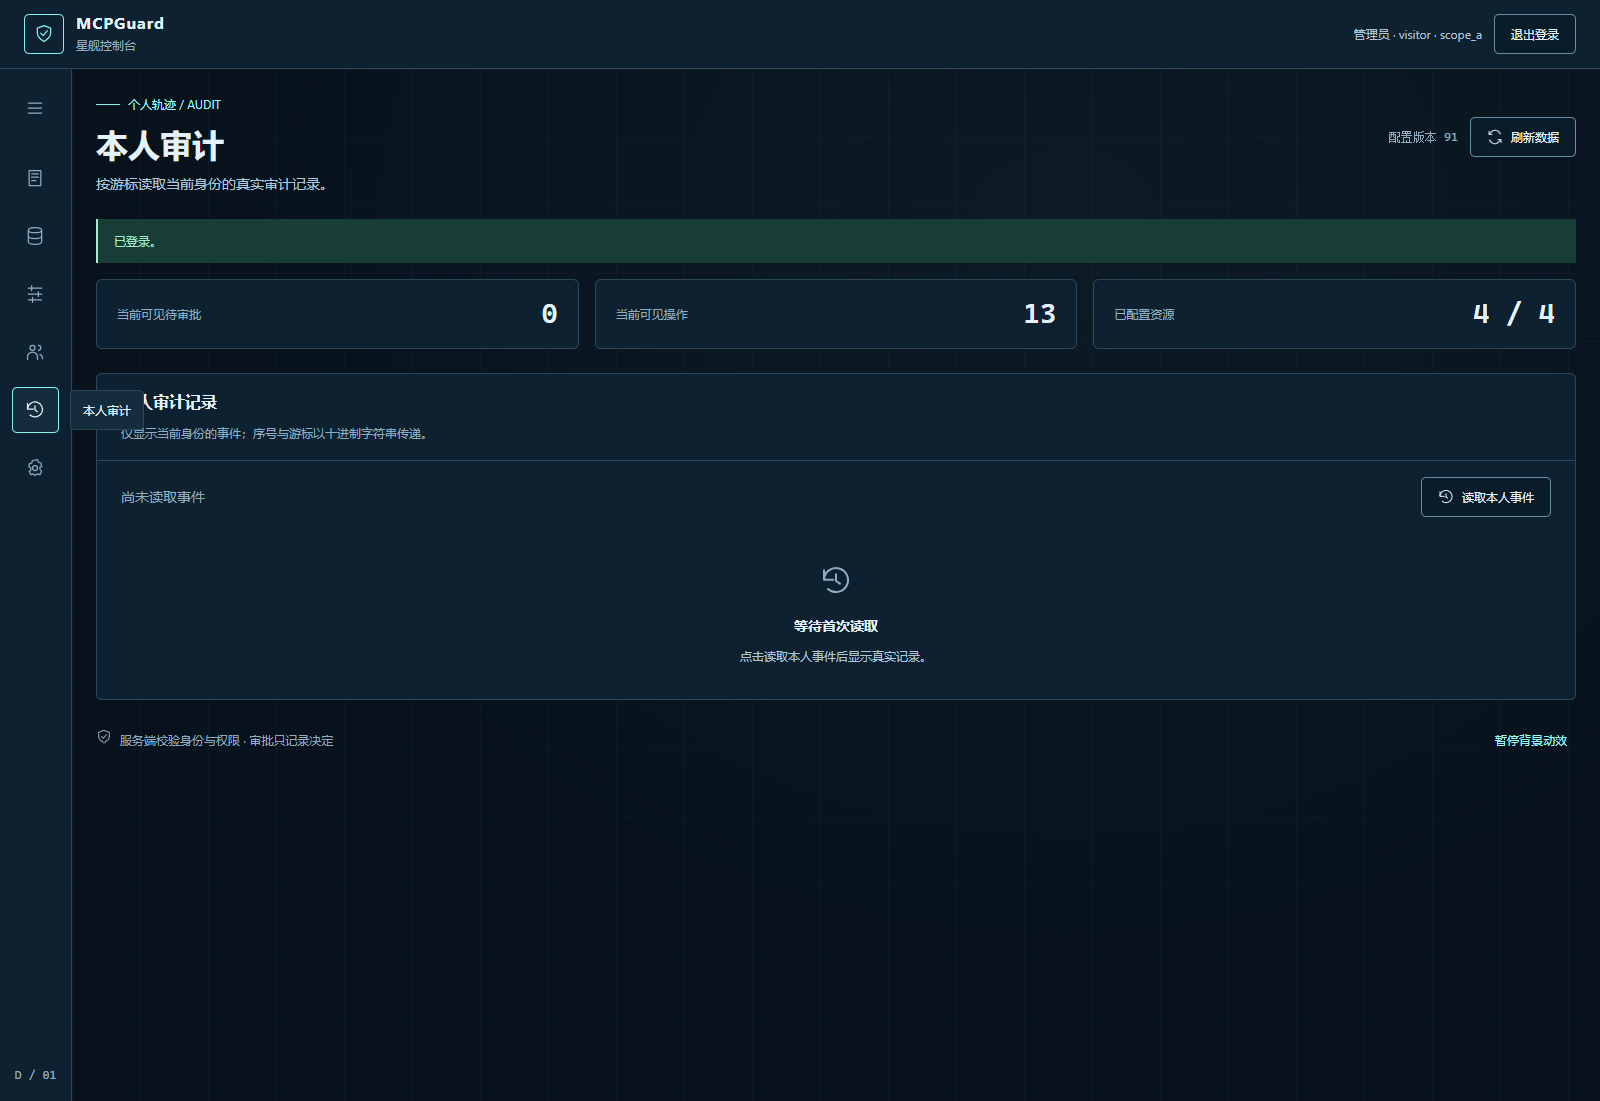 MCPGuard
星舰控制台
管理员 · visitor · scope_a
退出登录
个人轨迹 / AUDIT
本人审计
按游标读取当前身份的真实审计记录。
配置版本 91
刷新数据
已登录。
当前可见待审批 0
当前可见操作 13
已配置资源 4 / 4
本人审计
人审计记录
仅显示当前身份的事件；序号与游标以十进制字符串传递。
尚未读取事件
读取本人事件
等待首次读取
点击读取本人事件后显示真实记录。
服务端校验身份与权限 · 审批只记录决定
暂停背景动效
D / 01